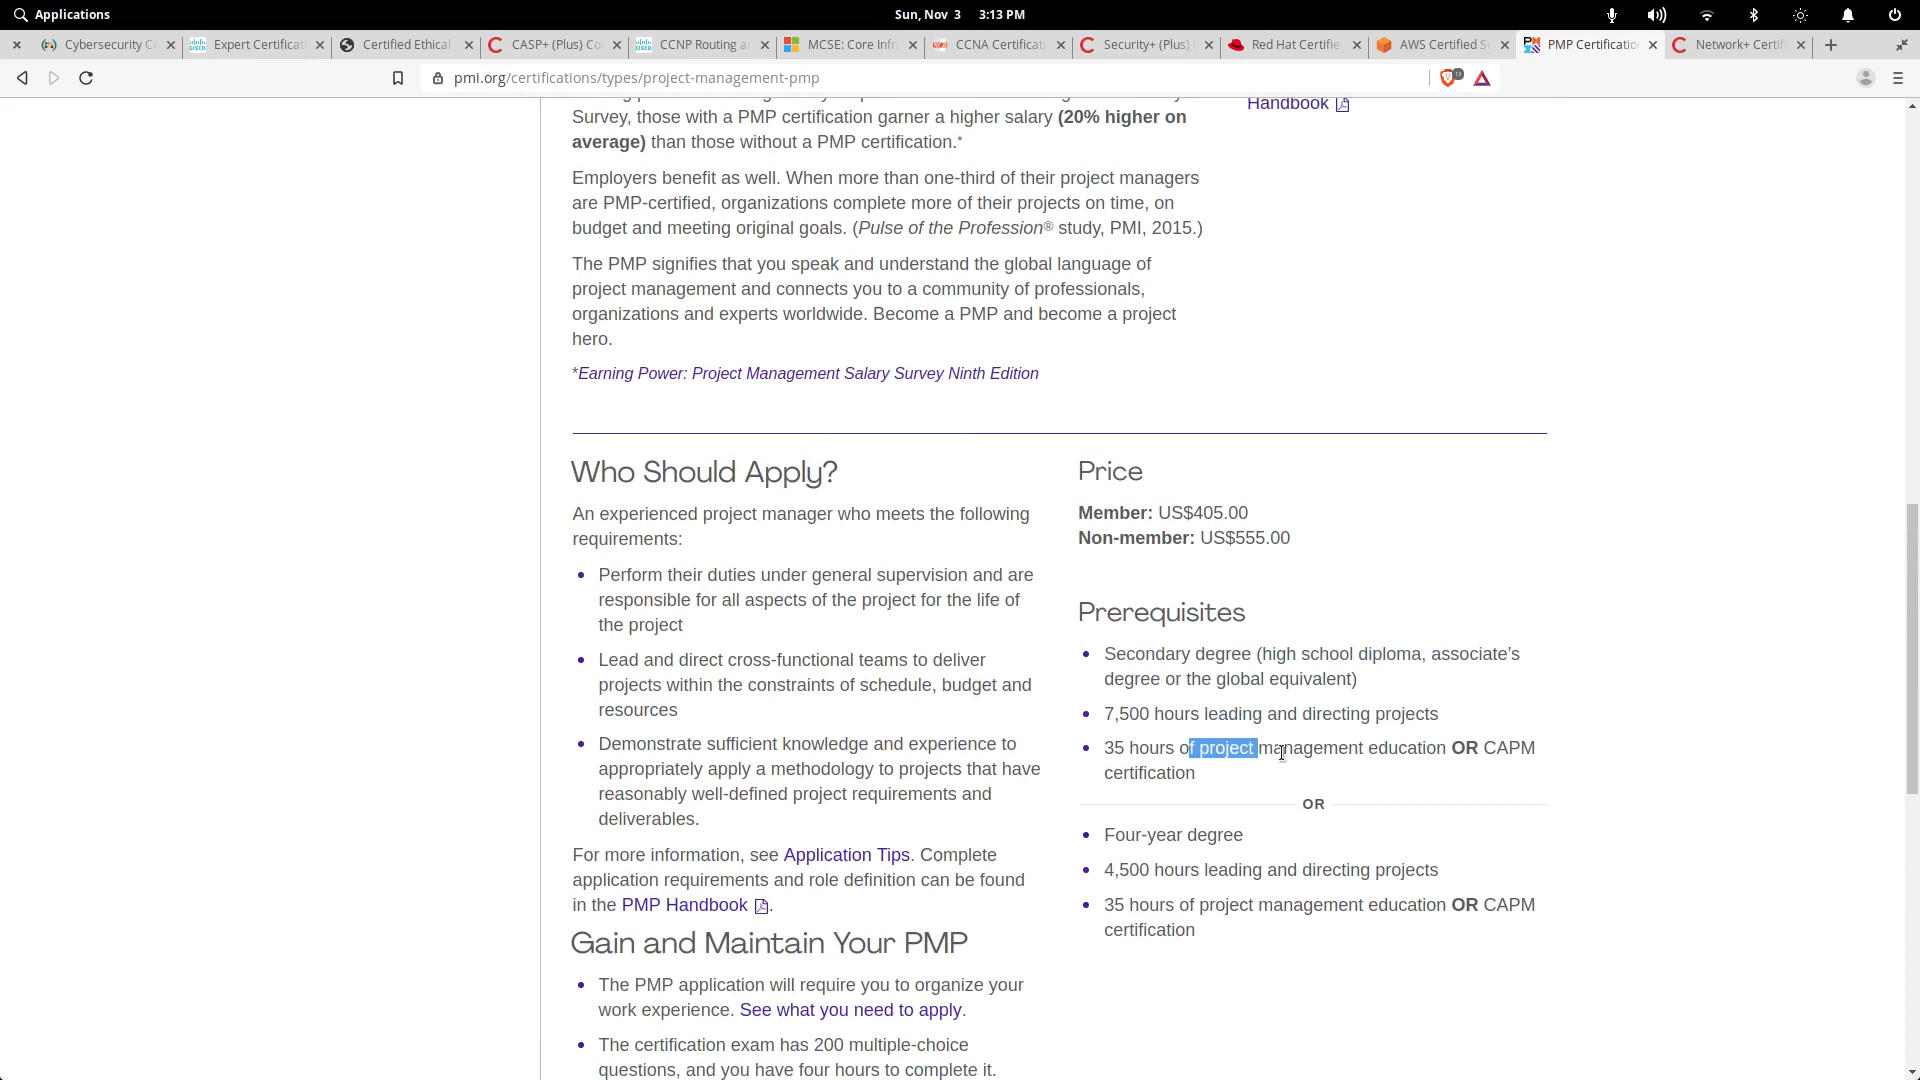 Applications
Sun, Nov 3 3:13 PM
Cybersecurity C
Expert Certificat
Certified Ethical
CASP+ (Plus) Co
CCNP Routing a
MCSE: Core Infr
CCNA Certificati
Security+ (Plus)
Red Hat Certifie
AWS Certified S
PMP Certificatio
Network+ Certif
pmi.org/certifications/types/project-management-pmp
13
Handbook
Survey, those with a PMP certification garner a higher salary (20% higher on
average) than those without a PMP certification.*
Employers benefit as well. When more than one-third of their project managers
are PMP-certified, organizations complete more of their projects on time, on
budget and meeting original goals. (Pulse of the Profession® study, PMI, 2015.)
The PMP signifies that you speak and understand the global language of
project management and connects you to a community of professionals,
organizations and experts worldwide. Become a PMP and become a project
hero.
*Earning Power: Project Management Salary Survey Ninth Edition
Who Should Apply?
An experienced project manager who meets the following
requirements:
Perform their duties under general supervision and are
responsible for all aspects of the project for the life of
the project
Lead and direct cross-functional teams to deliver
projects within the constraints of schedule, budget and
resources
Demonstrate sufficient knowledge and experience to
appropriately apply a methodology to projects that have
reasonably well-defined project requirements and
deliverables.
For more information, see Application Tips. Complete
application requirements and role definition can be found
in the PMP Handbook.
Gain and Maintain Your PMP
The PMP application will require you to organize your
work experience. See what you need to apply.
The certification exam has 200 multiple-choice
questions, and you have four hours to complete it.
Price
Member: US$405.00
Non-member: US$555.00
Prerequisites
Secondary degree (high school diploma, associate’s
degree or the global equivalent)
7,500 hours leading and directing projects
35 hours of project management education OR CAPM
certification
OR
Four-year degree
4,500 hours leading and directing projects
35 hours of project management education OR CAPM
certification